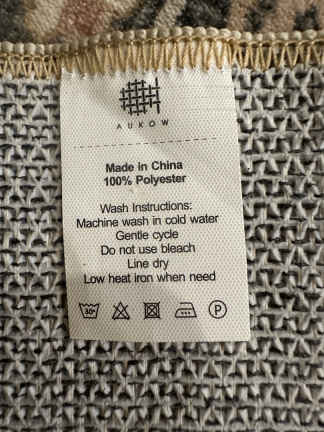 AUKOW
Made in China
100% Polyester
Wash Instructions:
Machine wash in cold water
Gentle cycle
Do not use bleach
Line dry
Low heat iron when need
30°
P